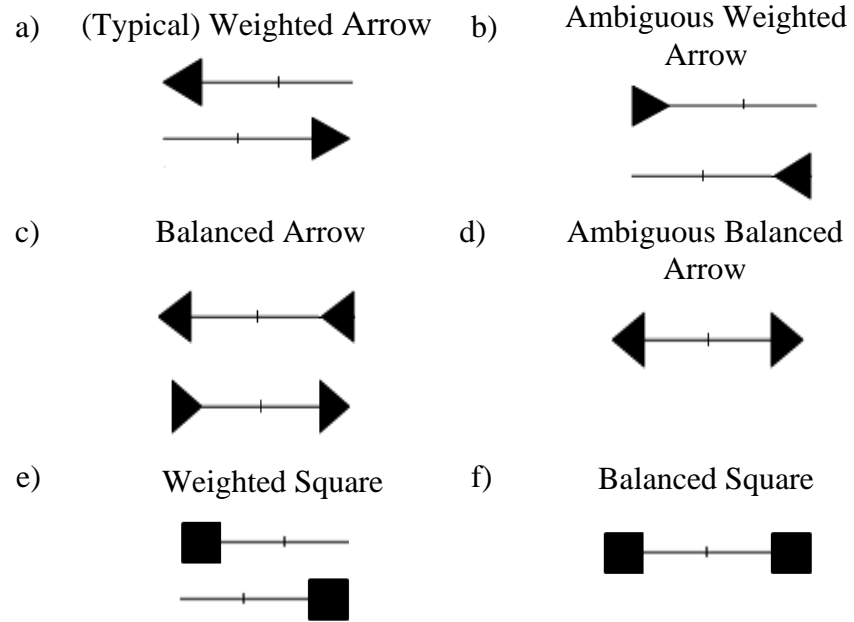 a) (Typical) Weighted Arrow
b) Ambiguous Weighted
Arrow
c) Balanced Arrow
d) Ambiguous Balanced
Arrow
e) Weighted Square
f) Balanced Square